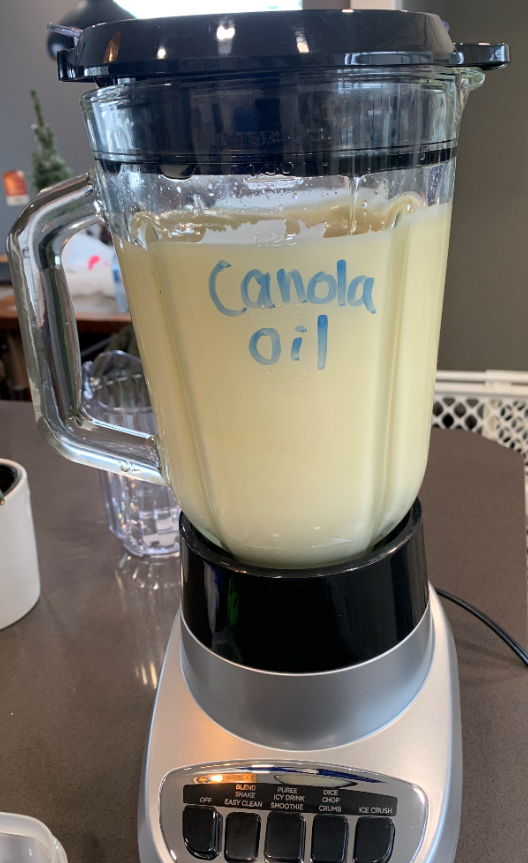 Canola
Oil
OFF
BLEND
SHAKE
EASY CLEAN
PUREE
ICY DRINK
SMOOTHIE
DICE
CHOP
CRUMB
ICE CRUSH